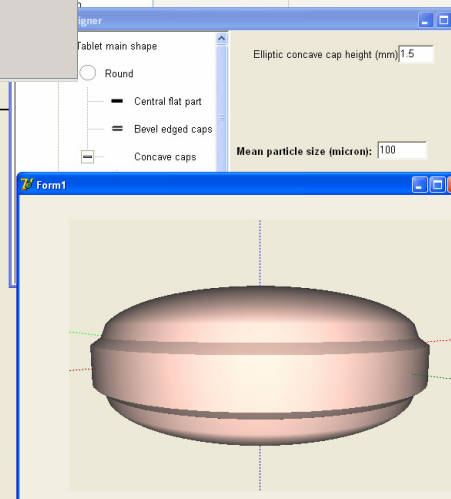 igner
Tablet main shape
Round
Central flat part
Bevel edged caps
Concave caps
Elliptic concave cap height (mm) 1.5
Mean particle size (micron): 100
Form1